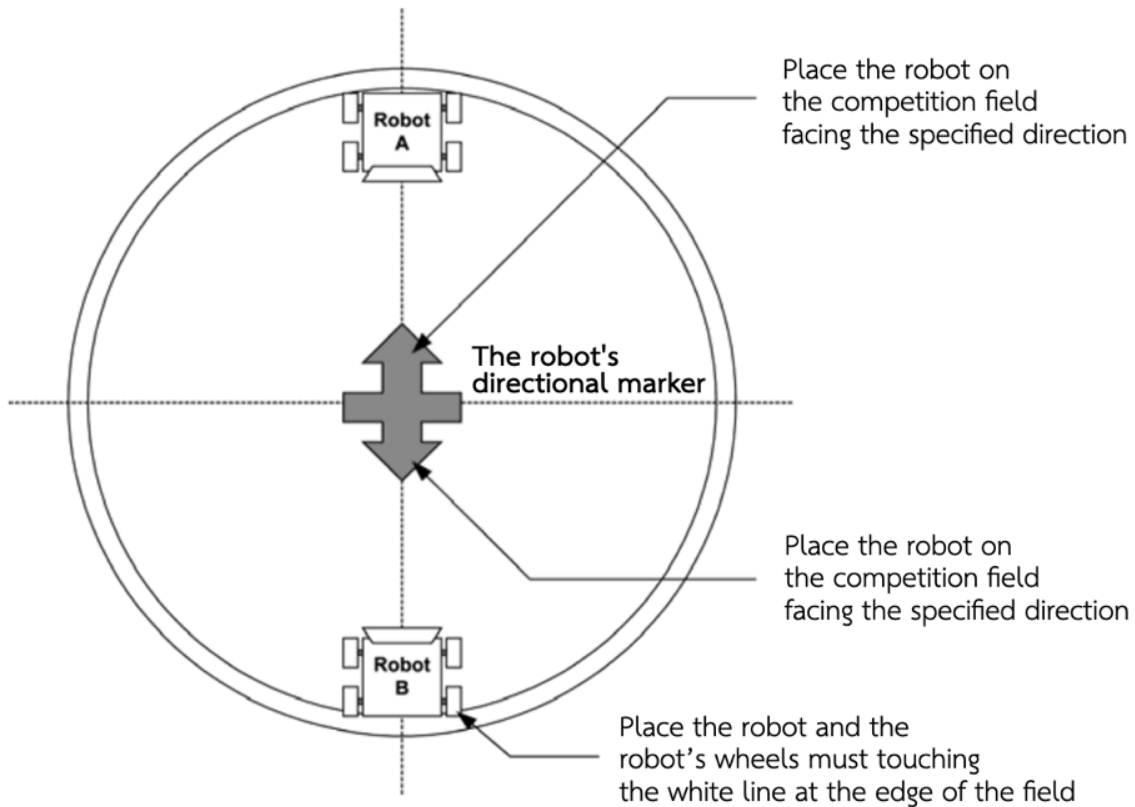 Place the robot on
the competition field
facing the specified direction
Robot
A
The robot's
directional marker
Place the robot on
the competition field
facing the specified direction
Robot
B
Place the robot and the
robot's wheels must touching
the white line at the edge of the field